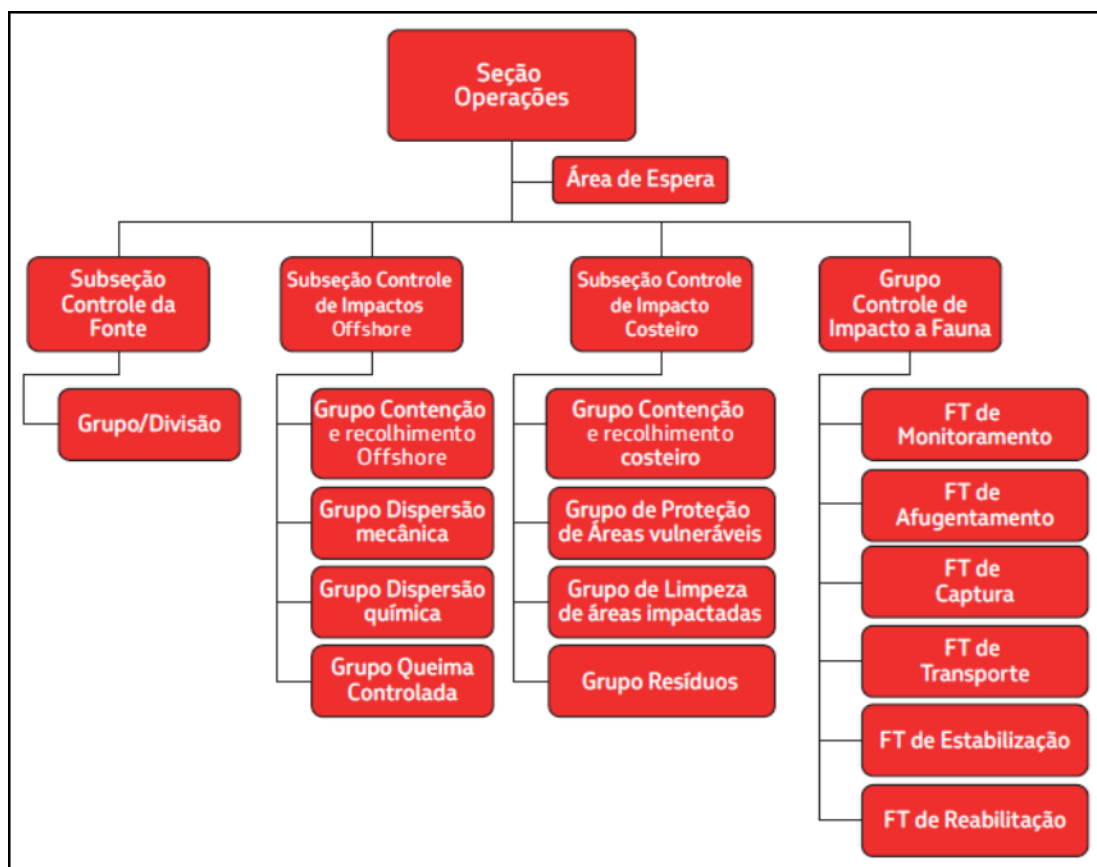 Seção
Operações
Área de Espera
Subseção
Controle da
Fonte
Grupo/Divisão
Subseção Controle
de Impactos
Offshore
Grupo Contenção
e recolhimento
Offshore
Grupo Dispersão
mecânica
Grupo Dispersão
química
Grupo Queima
Controlada
Subseção Controle
de Impacto
Costeiro
Grupo Contenção
e recolhimento
costeiro
Grupo de Proteção
de Áreas vulneráveis
Grupo de Limpeza
de áreas impactadas
Grupo Resíduos
Grupo
Controle de
Impacto a Fauna
FT de
Monitoramento
FT de
Afugentamento
FT de
Captura
FT de
Transporte
FT de Estabilização
FT de Reabilitação